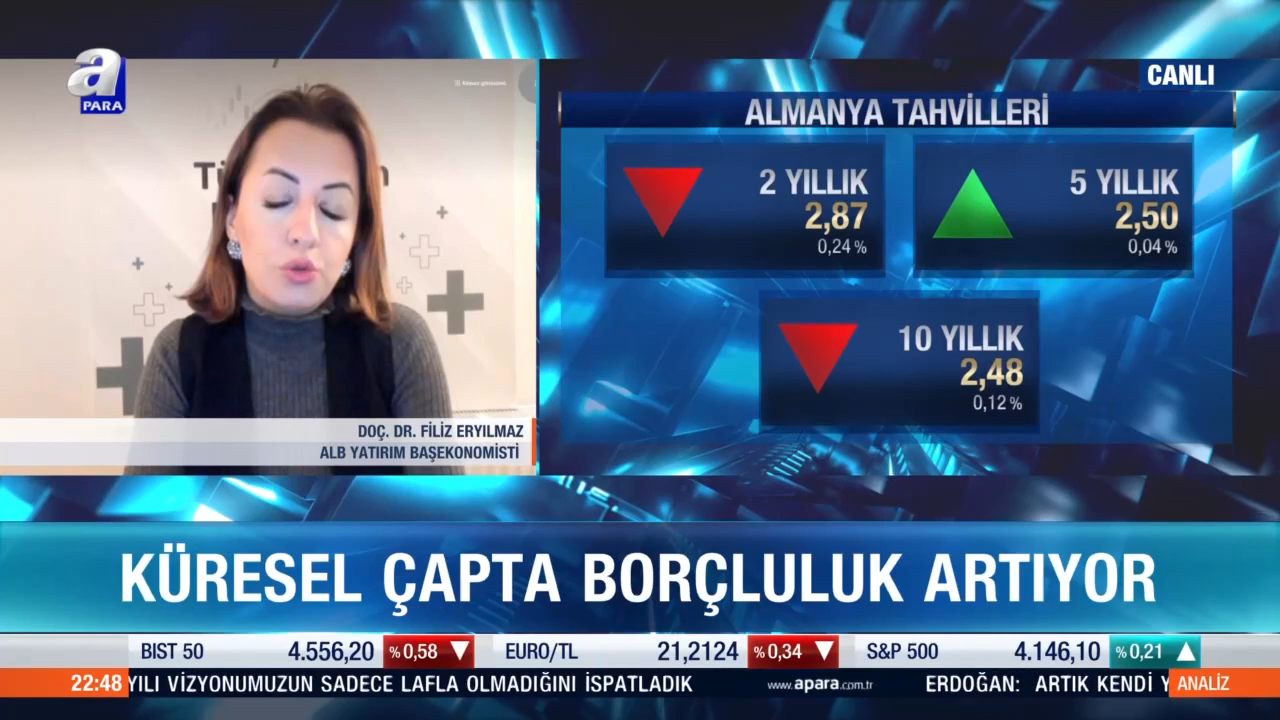 a
PARA
CANLI
ALMANYA TAHVİLLERİ
2 YILLIK
2,87
0,24 %
5 YILLIK
2,50
0,04 %
10 YILLIK
2,48
0,12 %
DOÇ. DR. FİLİZ ERYILMAZ
ALB YATIRIM BAŞEKONOMİSTİ
KÜRESEL ÇAPTA BORÇLULUK ARTIYOR
BIST 50 4.556,20 %0,58 EURO/TL 21,2124 %0,34 S&P 500 4.146,10 %0,21
22:48 YILI VİZYONUMUZUN SADECE LAFLA OLMADIĞINI İSPATLADIK www.apara.com.tr ERDOĞAN: ARTIK KENDİ ANALİZ